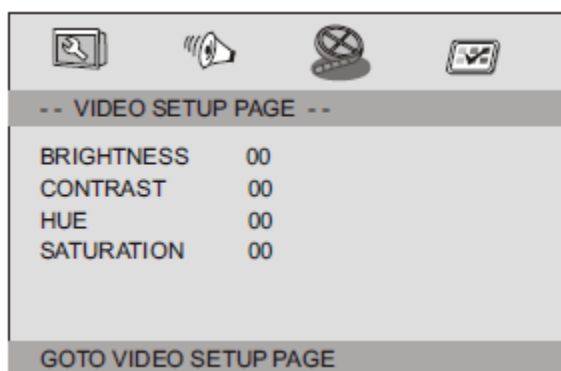 -- VIDEO SETUP PAGE --
BRIGHTNESS 00
CONTRAST 00
HUE 00
SATURATION 00
GOTO VIDEO SETUP PAGE